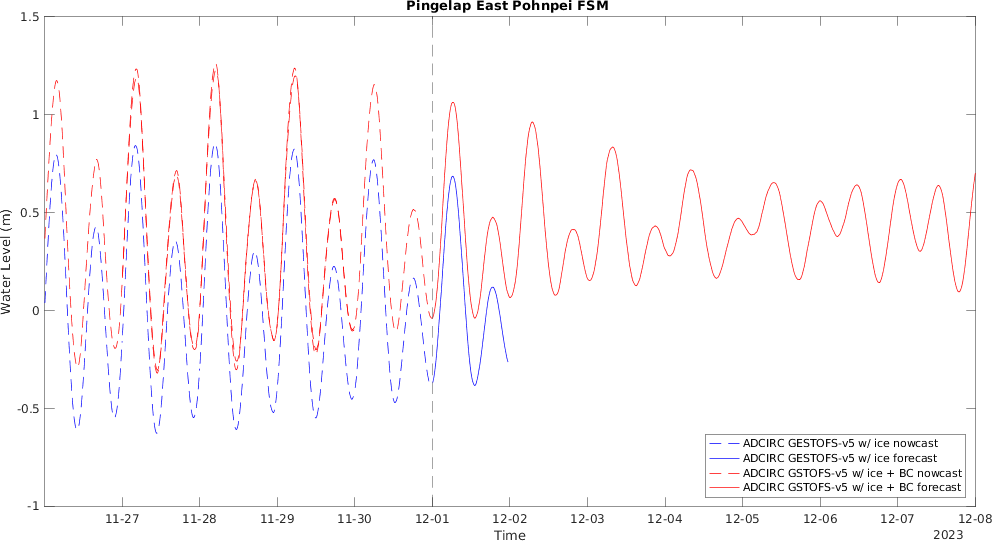 Pingelap East Pohnpei FSM
1.5
1
0.5
0
-0.5
-1
Water Level (m)
11-27 11-28 11-29 11-30 12-01 12-02 12-03 12-04 12-05 12-06 12-07 12-08
Time
2023
ADCIRC GESTOFS-v5 w/ ice nowcast
ADCIRC GESTOFS-v5 w/ ice forecast
ADCIRC GSTOFS-v5 w/ ice + BC nowcast
ADCIRC GSTOFS-v5 w/ ice + BC forecast